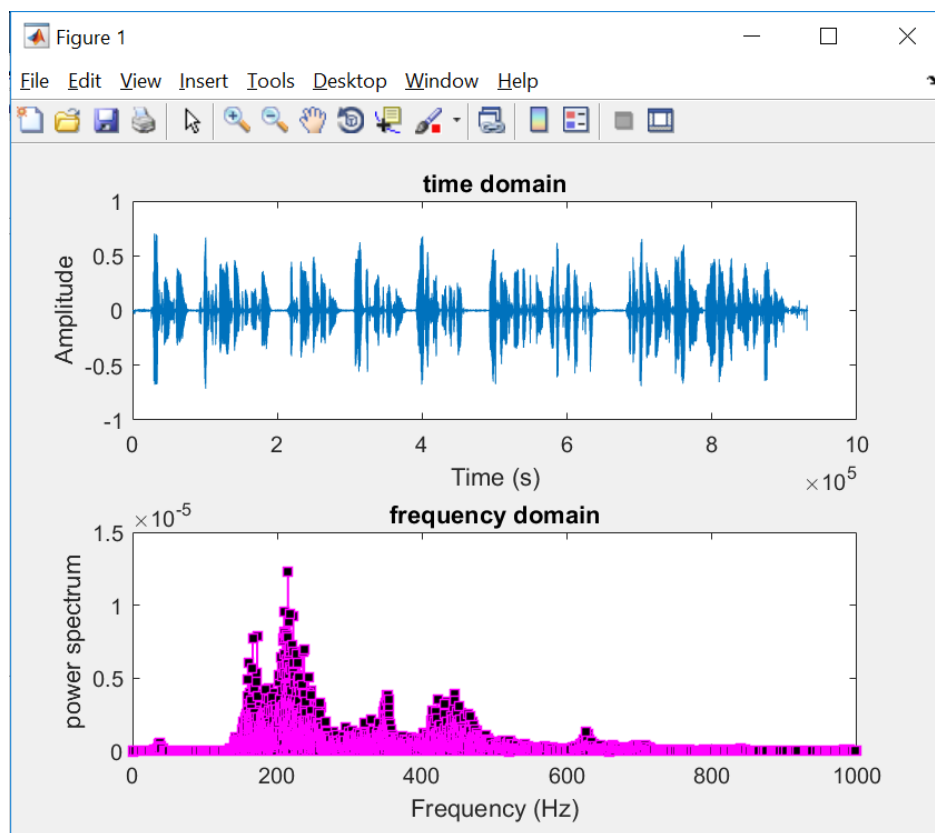 Figure 1
File Edit View Insert Tools Desktop Window Help
time domain
1
0.5
0
-0.5
-1
Amplitude
0 2 4 6 8 10
Time (s)
×10^5
frequency domain
×10^-5
1.5
1
0.5
0
power spectrum
0 200 400 600 800 1000
Frequency (Hz)